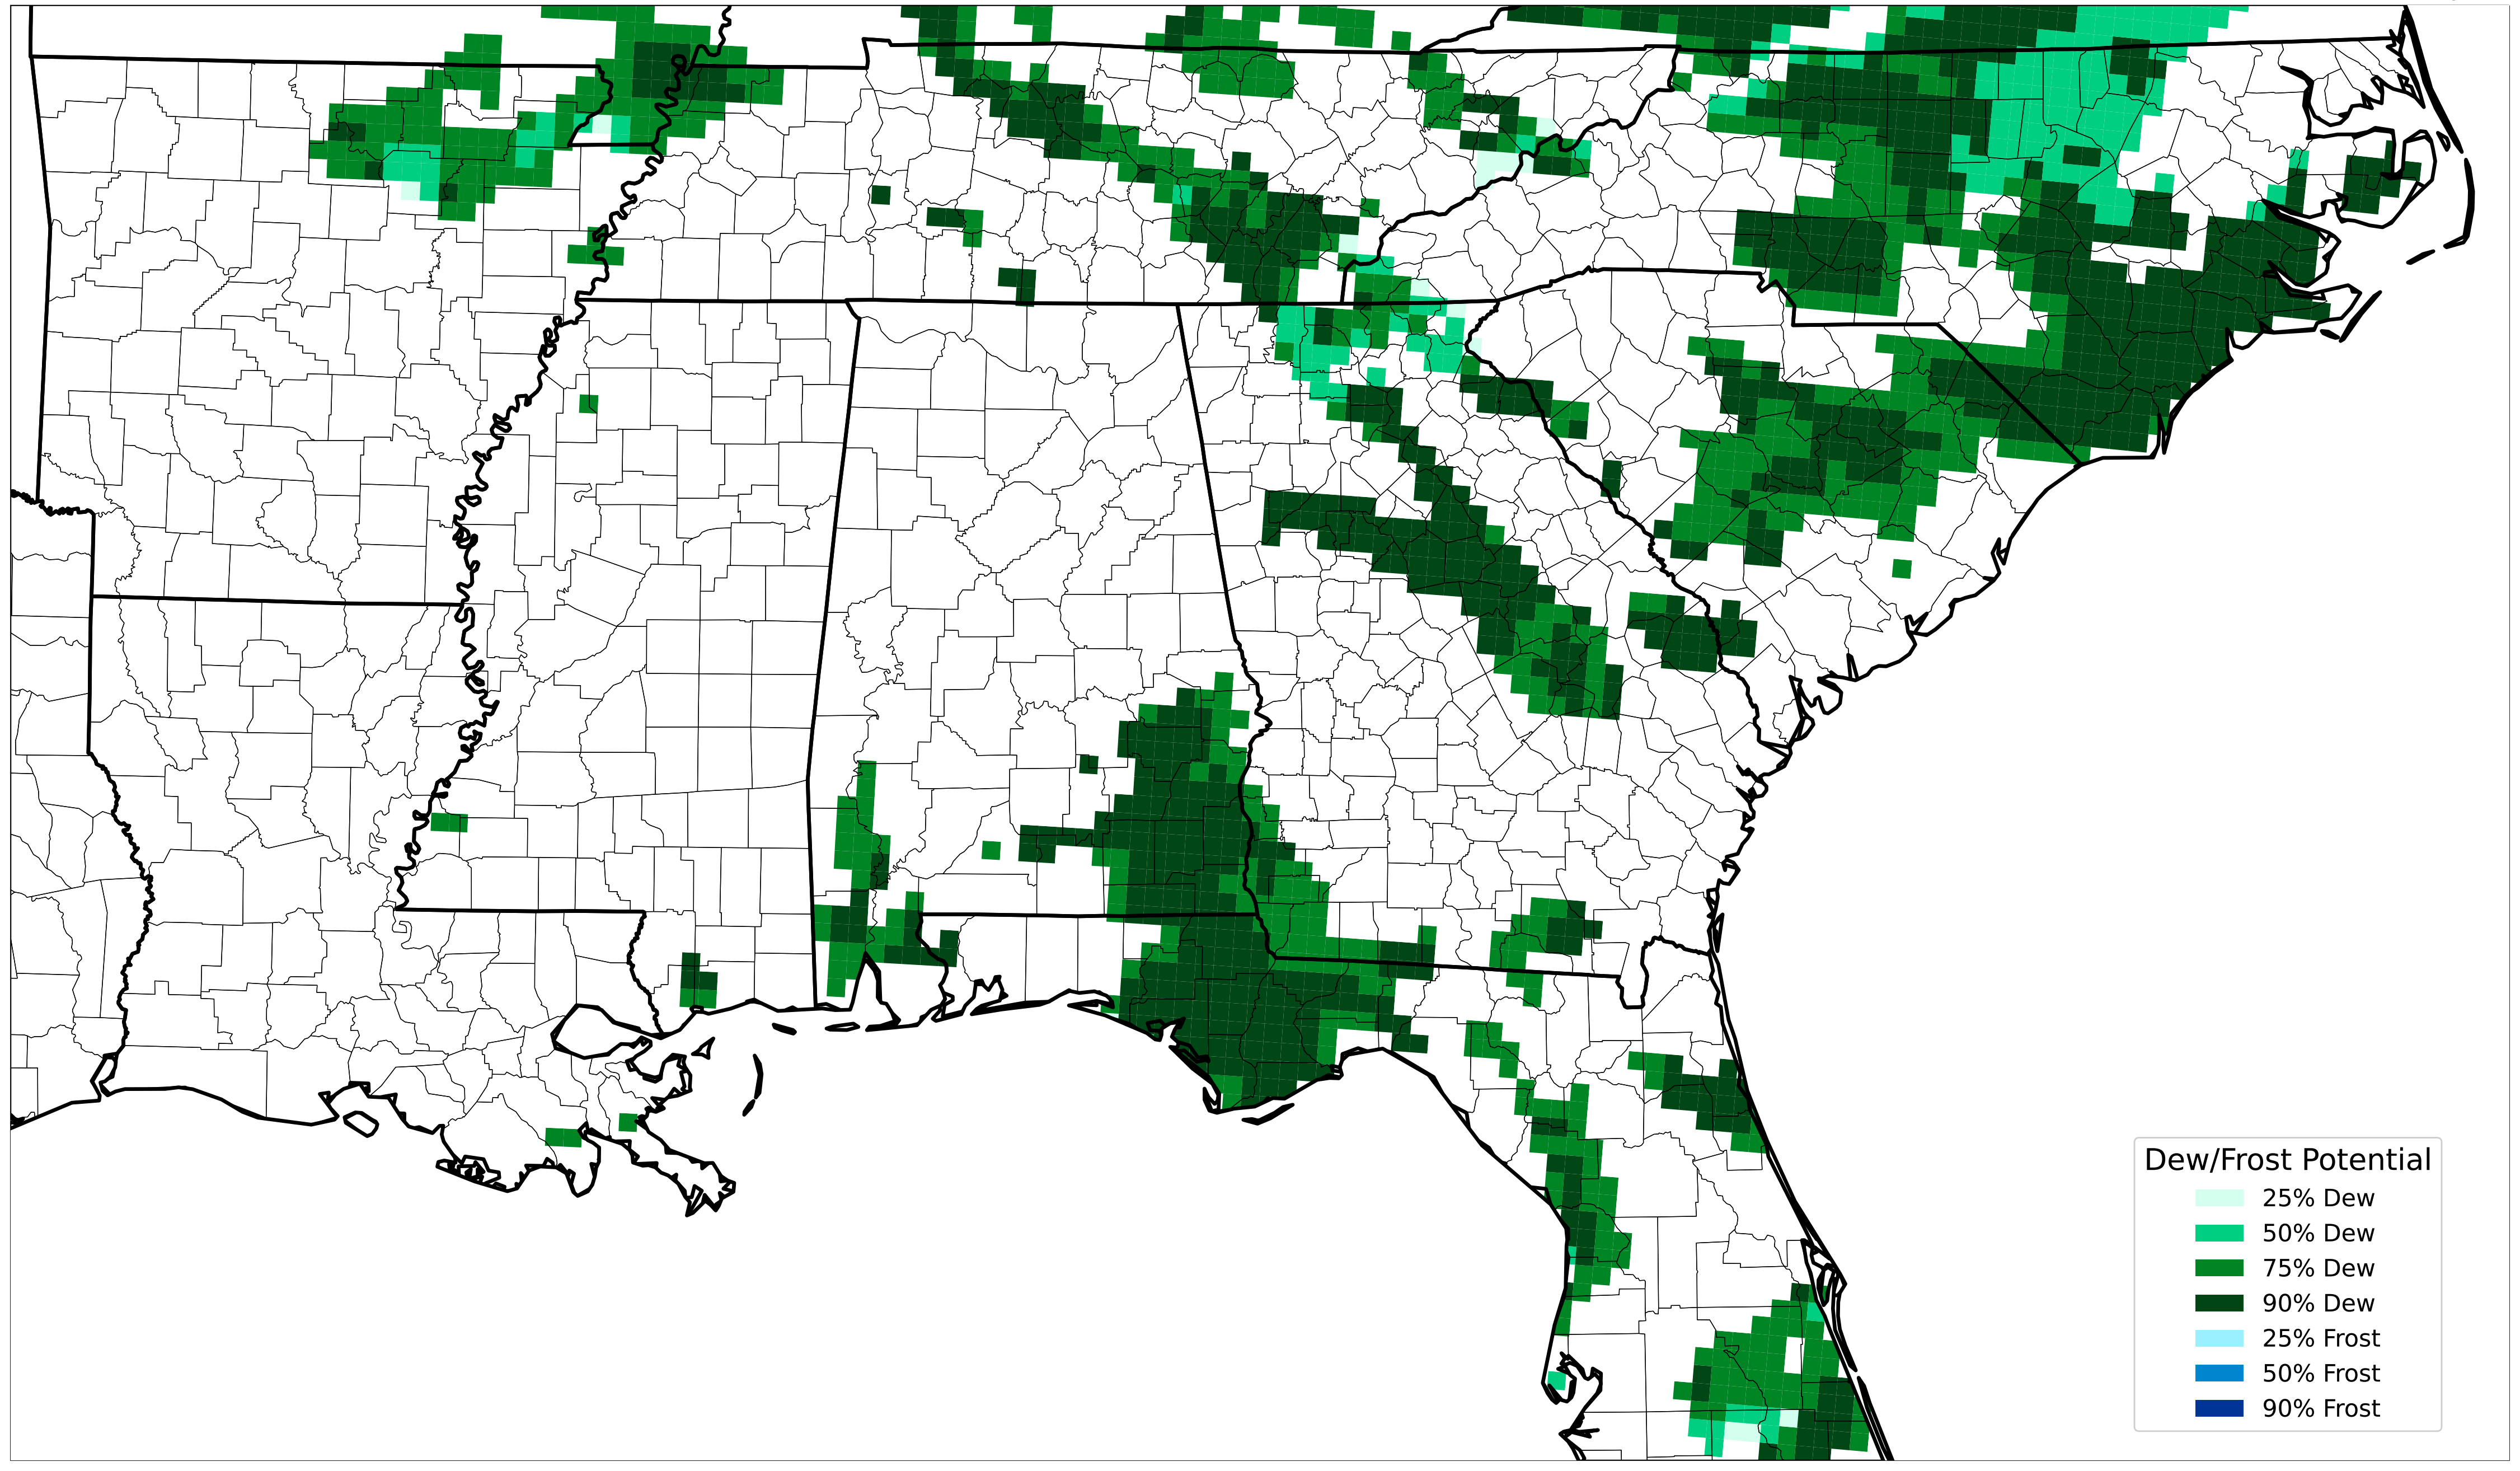 Dew/Frost Potential
25% Dew
50% Dew
75% Dew
90% Dew
25% Frost
50% Frost
90% Frost